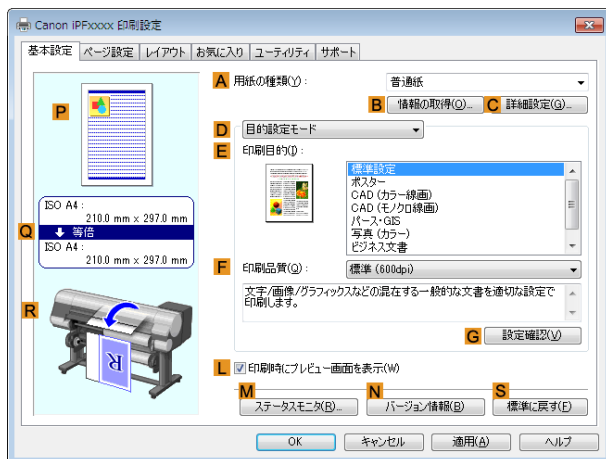 Canon iPFxxxx 印刷設定
基本設定 ページ設定 レイアウト お気に入り ユーティリティ サポート
P
ISO A4 :
210.0 mm x 297.0 mm
Q 等倍
ISO A4 :
210.0 mm x 297.0 mm
R
R
A 用紙の種類(Y) : 普通紙
B 情報の取得(O)... C 詳細設定(G)...
D 目的設定モード
E 印刷目的(I) :
標準設定
ポスター
CAD (カラー線画)
CAD (モノクロ線画)
パース・GIS
写真 (カラー)
ビジネス文書
F 印刷品質(Q) : 標準 (600dpi)
文字/画像/グラフィックスなどの混在する一般的な文書を適切な設定で
印刷します。
G 設定確認(V)
L 印刷時にプレビュー画面を表示(W)
M N S
ステータスモニタ(R)... バージョン情報(B) 標準に戻す(F)
OK キャンセル 適用(A) ヘルプ